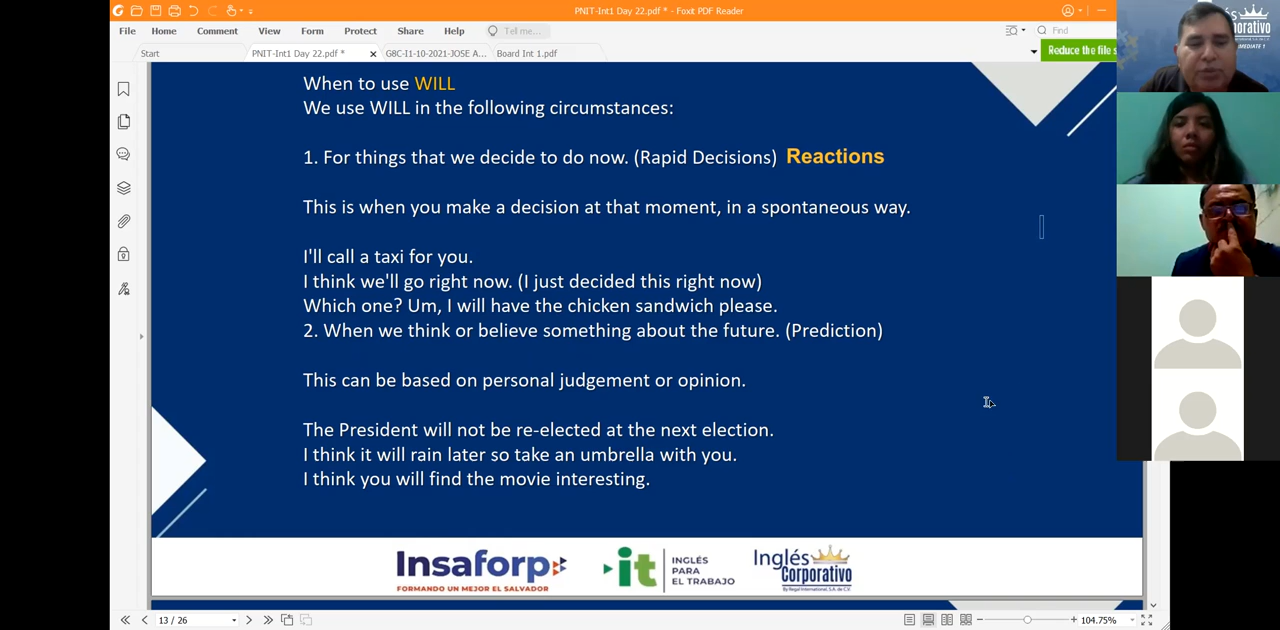 PNIT-Int1 Day 22.pdf * - Foxit PDF Reader
File Home Comment View Form Protect Share Help Tell me... Find
Start PNIT-Int1 Day 22.pdf * G8C-I1-10-2021-JOSE A... Board Int 1.pdf
Reduce the file s
When to use WILL
We use WILL in the following circumstances:
1. For things that we decide to do now. (Rapid Decisions) Reactions
This is when you make a decision at that moment, in a spontaneous way.
I'll call a taxi for you.
I think we'll go right now. (I just decided this right now)
Which one? Um, I will have the chicken sandwich please.
2. When we think or believe something about the future. (Prediction)
This can be based on personal judgement or opinion.
The President will not be re-elected at the next election.
I think it will rain later so take an umbrella with you.
I think you will find the movie interesting.
Insaforp
FORMANDO UN MEJOR EL SALVADOR
it
INGLÉS
PARA
EL TRABAJO
Inglés
Corporativo
By Regal International, S.A. de C.V.
13 / 26
104.75%